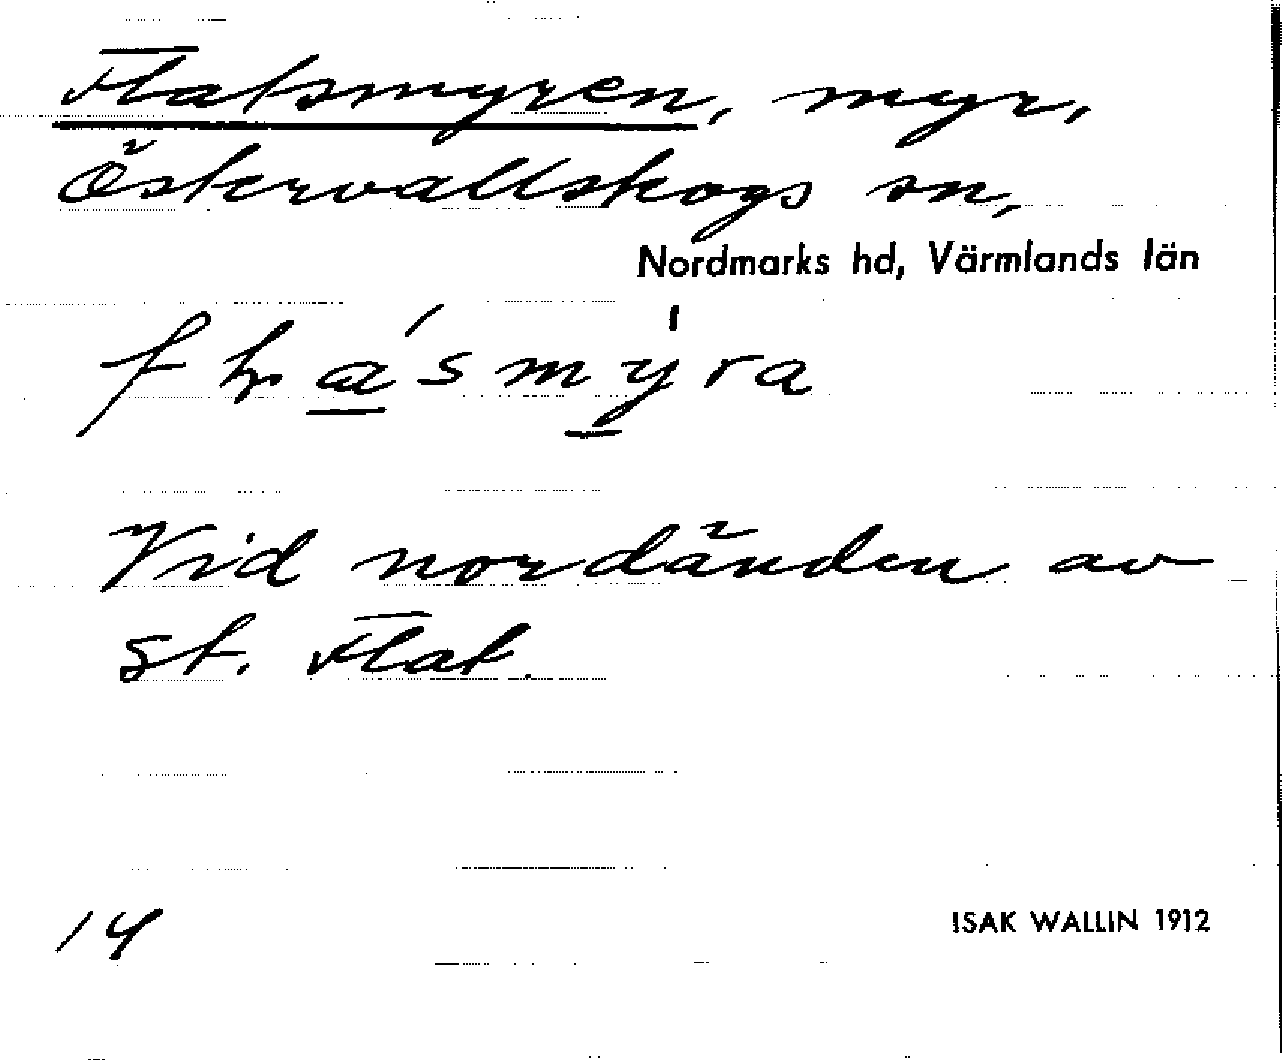 Flatsmyren, myr,
Östervallskogs sn,
Nordmarks hd, Värmlands län
Vid nordänden av
St. Flat.
14
ISAK WALLIN 1912